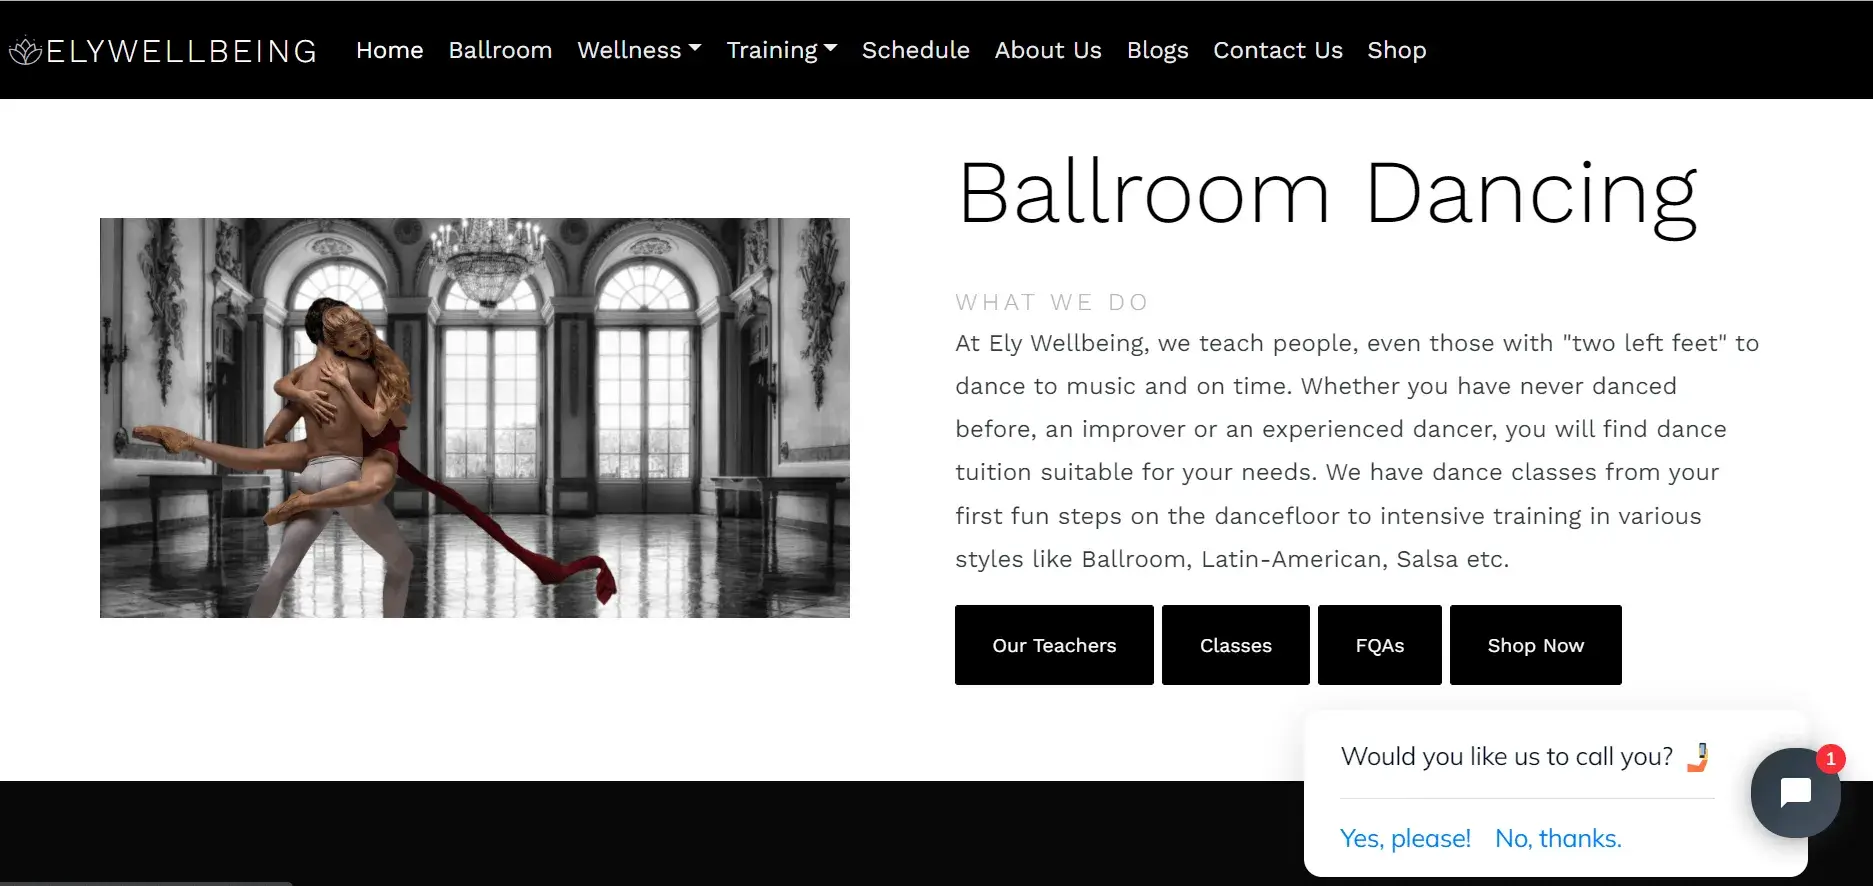 ELYWELLBEING Home Ballroom Wellness Training Schedule About Us Blogs Contact Us Shop
Ballroom Dancing
WHAT WE DO
At Ely Wellbeing, we teach people, even those with "two left feet" to
dance to music and on time. Whether you have never danced
before, an improver or an experienced dancer, you will find dance
tuition suitable for your needs. We have dance classes from your
first fun steps on the dancefloor to intensive training in various
styles like Ballroom, Latin-American, Salsa etc.
Our Teachers Classes FQAs Shop Now
Would you like us to call you?
1
Yes, please! No, thanks.